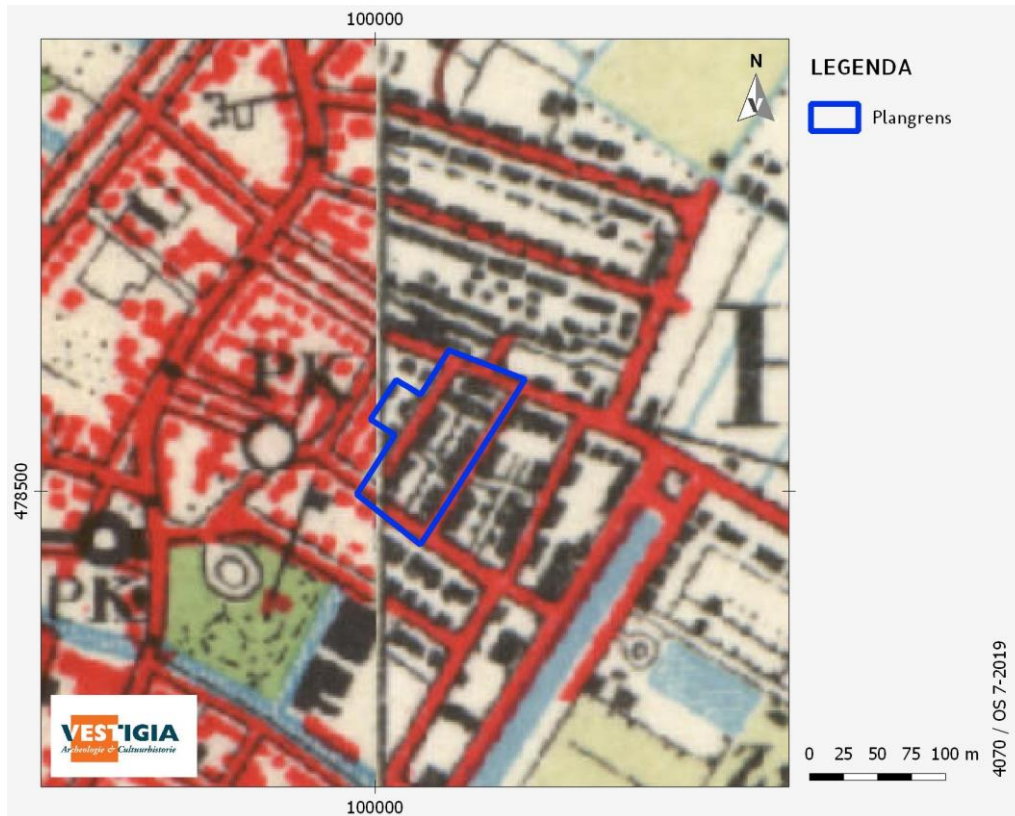 100000
N
LEGENDA
Plangrens
PK
478500
PK
VESTIGIA
Archeologie & Cultuurhistorie
0 25 50 75 100 m
4070 / OS 7-2019
100000